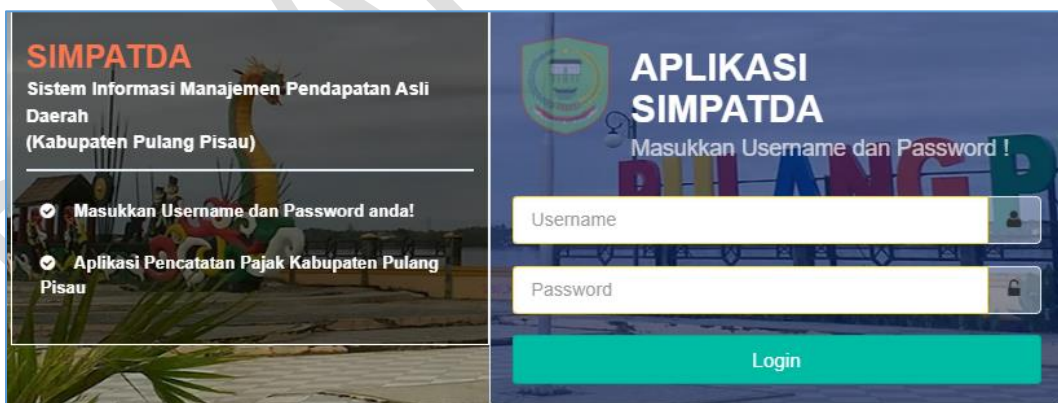 SIMPATDA
Sistem Informasi Manajemen Pendapatan Asli
Daerah
(Kabupaten Pulang Pisau)
Masukkan Username dan Password anda!
Aplikasi Pencatatan Pajak Kabupaten Pulang
Pisau
APLIKASI
SIMPATDA
Masukkan Username dan Password !
PULANG P
Username
Password
Login